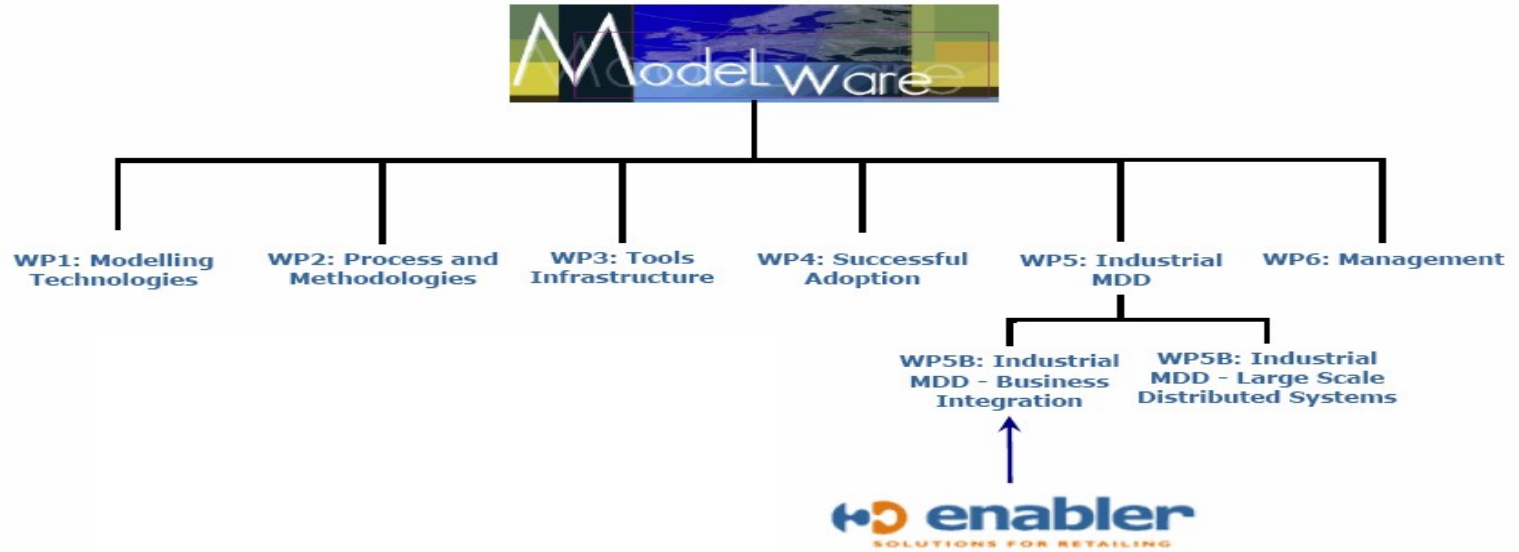 ModelWare
WP1: Modelling
Technologies
WP2: Process and
Methodologies
WP3: Tools
Infrastructure
WP4: Successful
Adoption
WP5: Industrial
MDD
WP6: Management
WP5B: Industrial
MDD - Business
Integration
WP5B: Industrial
MDD - Large Scale
Distributed Systems
enabler
SOLUTIONS FOR RETAILING